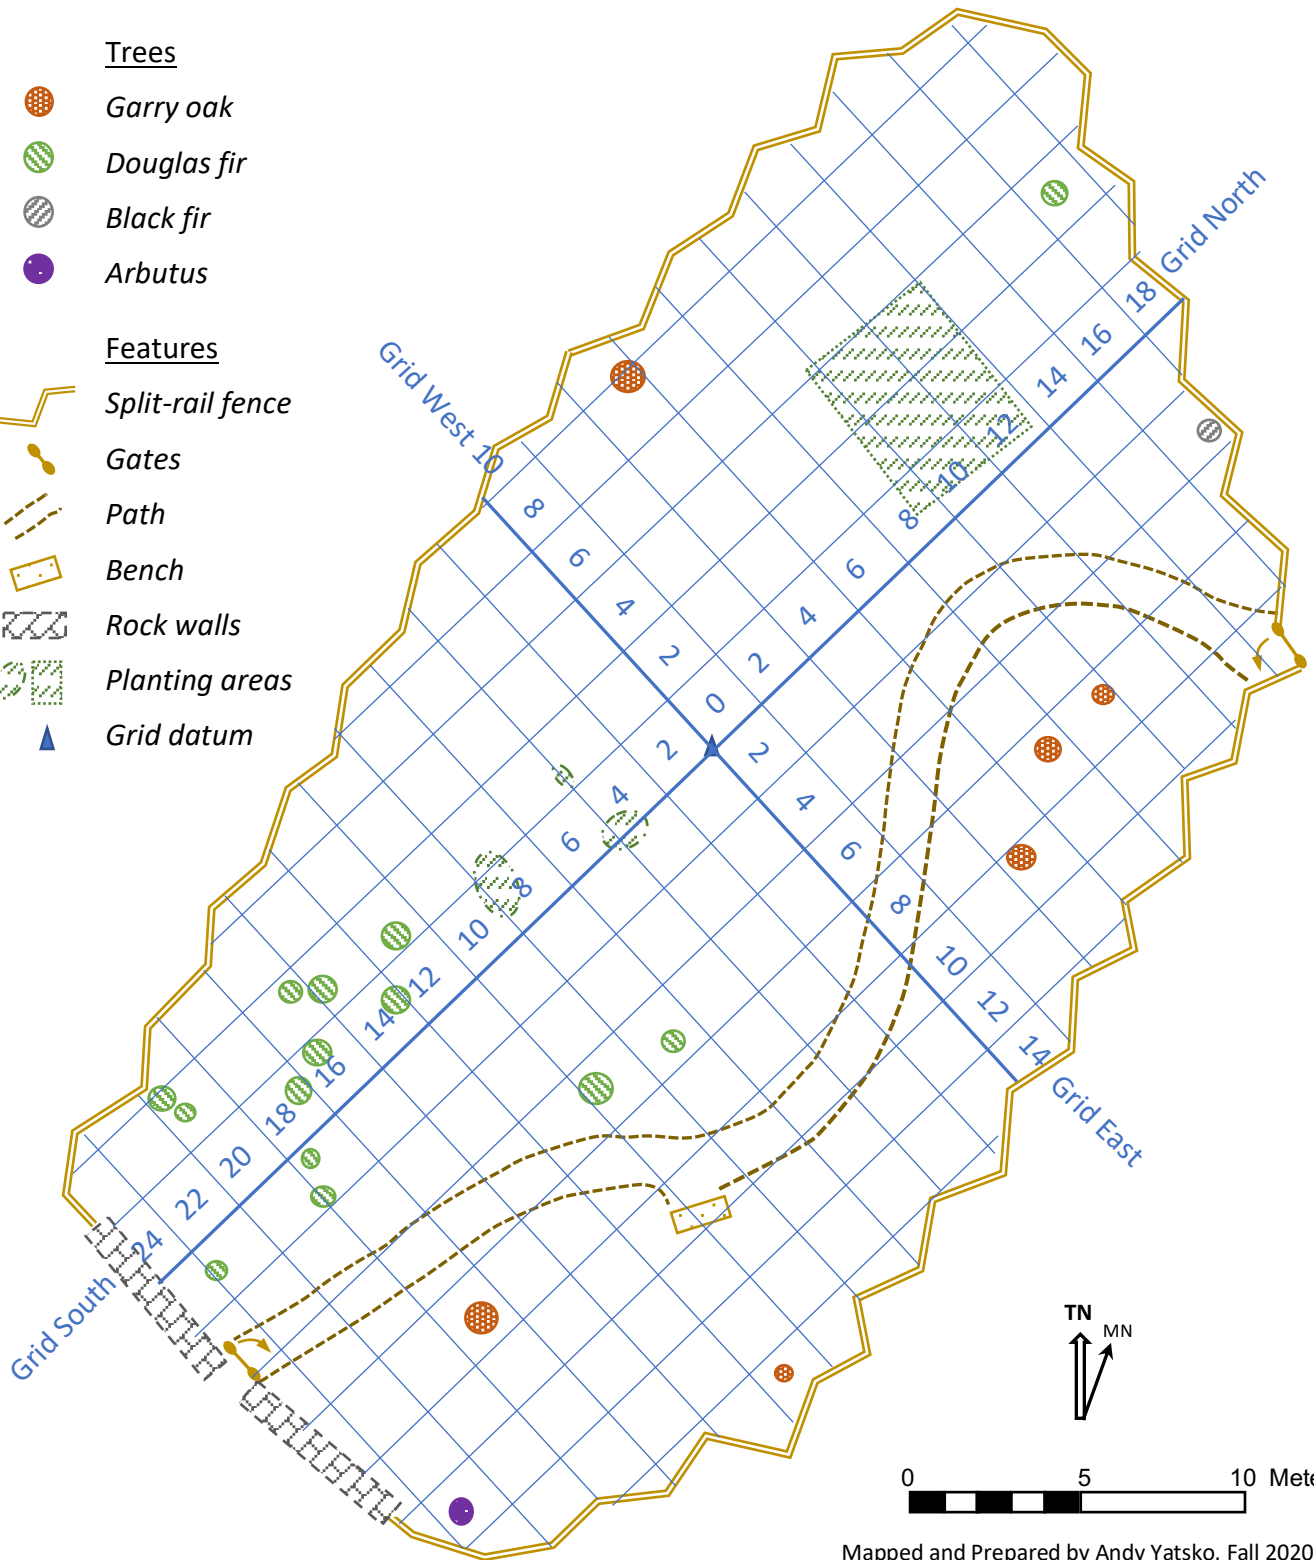 Trees
Garry oak
Douglas fir
Black fir
Arbutus
Features
Split-rail fence
Gates
Path
Bench
Rock walls
Planting areas
Grid datum
Grid North
18
16
14
12
10
8
6
4
2
0
Grid West 10
8
6
4
2
2
4
6
8
10
12
14
Grid East
2
4
6
8
10
12
14
16
18
20
22
24
Grid South
TN
MN
0 5 10 Mete
Mapped and Prepared by Andy Yatsko. Fall 2020